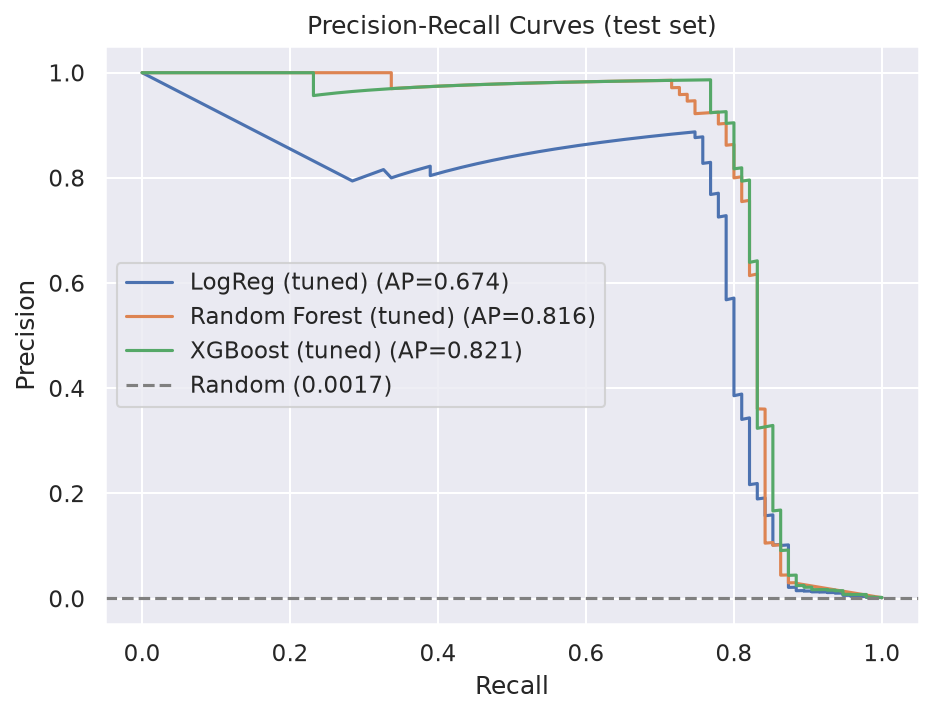 Precision-Recall Curves (test set)
1.0
0.8
0.6
0.4
0.2
0.0
Precision
LogReg (tuned) (AP=0.674)
Random Forest (tuned) (AP=0.816)
XGBoost (tuned) (AP=0.821)
Random (0.0017)
0.0 0.2 0.4 0.6 0.8 1.0
Recall